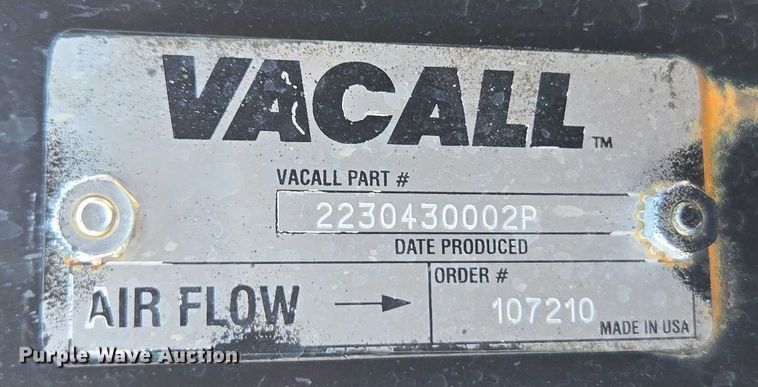 VACALL™
VACALL PART #
2230430002P
DATE PRODUCED
AIR FLOW →
ORDER #
107210
MADE IN USA
Purple Wave Auction